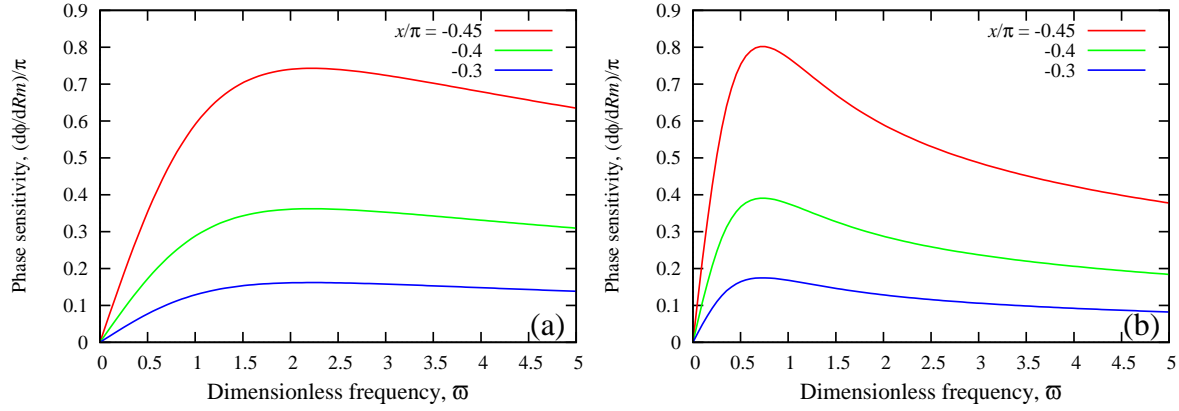 0.9
0.8
0.7
0.6
0.5
0.4
0.3
0.2
0.1
0
0 0.5 1 1.5 2 2.5 3 3.5 4 4.5 5
Phase sensitivity, (dϕ/dRm)/π
Dimensionless frequency, ϖ
x/π = -0.45
-0.4
-0.3
(a)
0.9
0.8
0.7
0.6
0.5
0.4
0.3
0.2
0.1
0
0 0.5 1 1.5 2 2.5 3 3.5 4 4.5 5
Phase sensitivity, (dϕ/dRm)/π
Dimensionless frequency, ϖ
x/π = -0.45
-0.4
-0.3
(b)